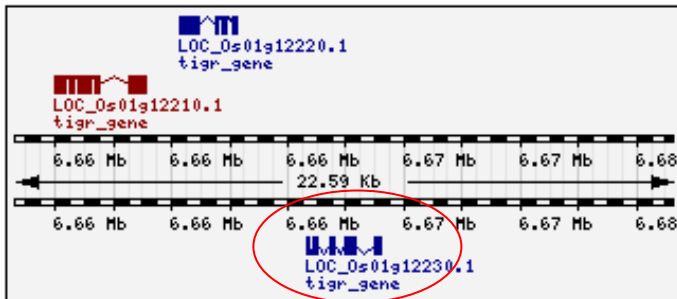 LOC_Os01g12220.1
tigr_gene
LOC_Os01g12210.1
tigr_gene
6.66 Mb 6.66 Mb 6.66 Mb 6.67 Mb 6.67 Mb 6.68
22.59 Kb
6.66 Mb 6.66 Mb 6.66 Mb 6.67 Mb 6.67 Mb 6.68
LOC_Os01g12230.1
tigr_gene